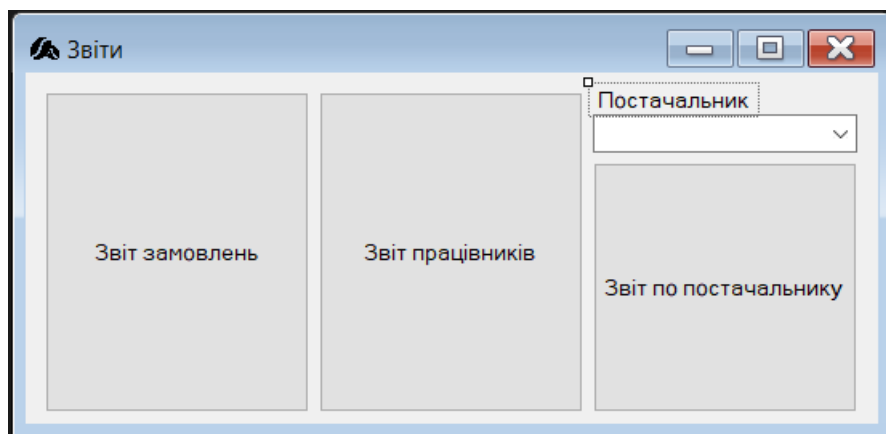 Звіти
Постачальник
Звіт замовлень
Звіт працівників
Звіт по постачальнику